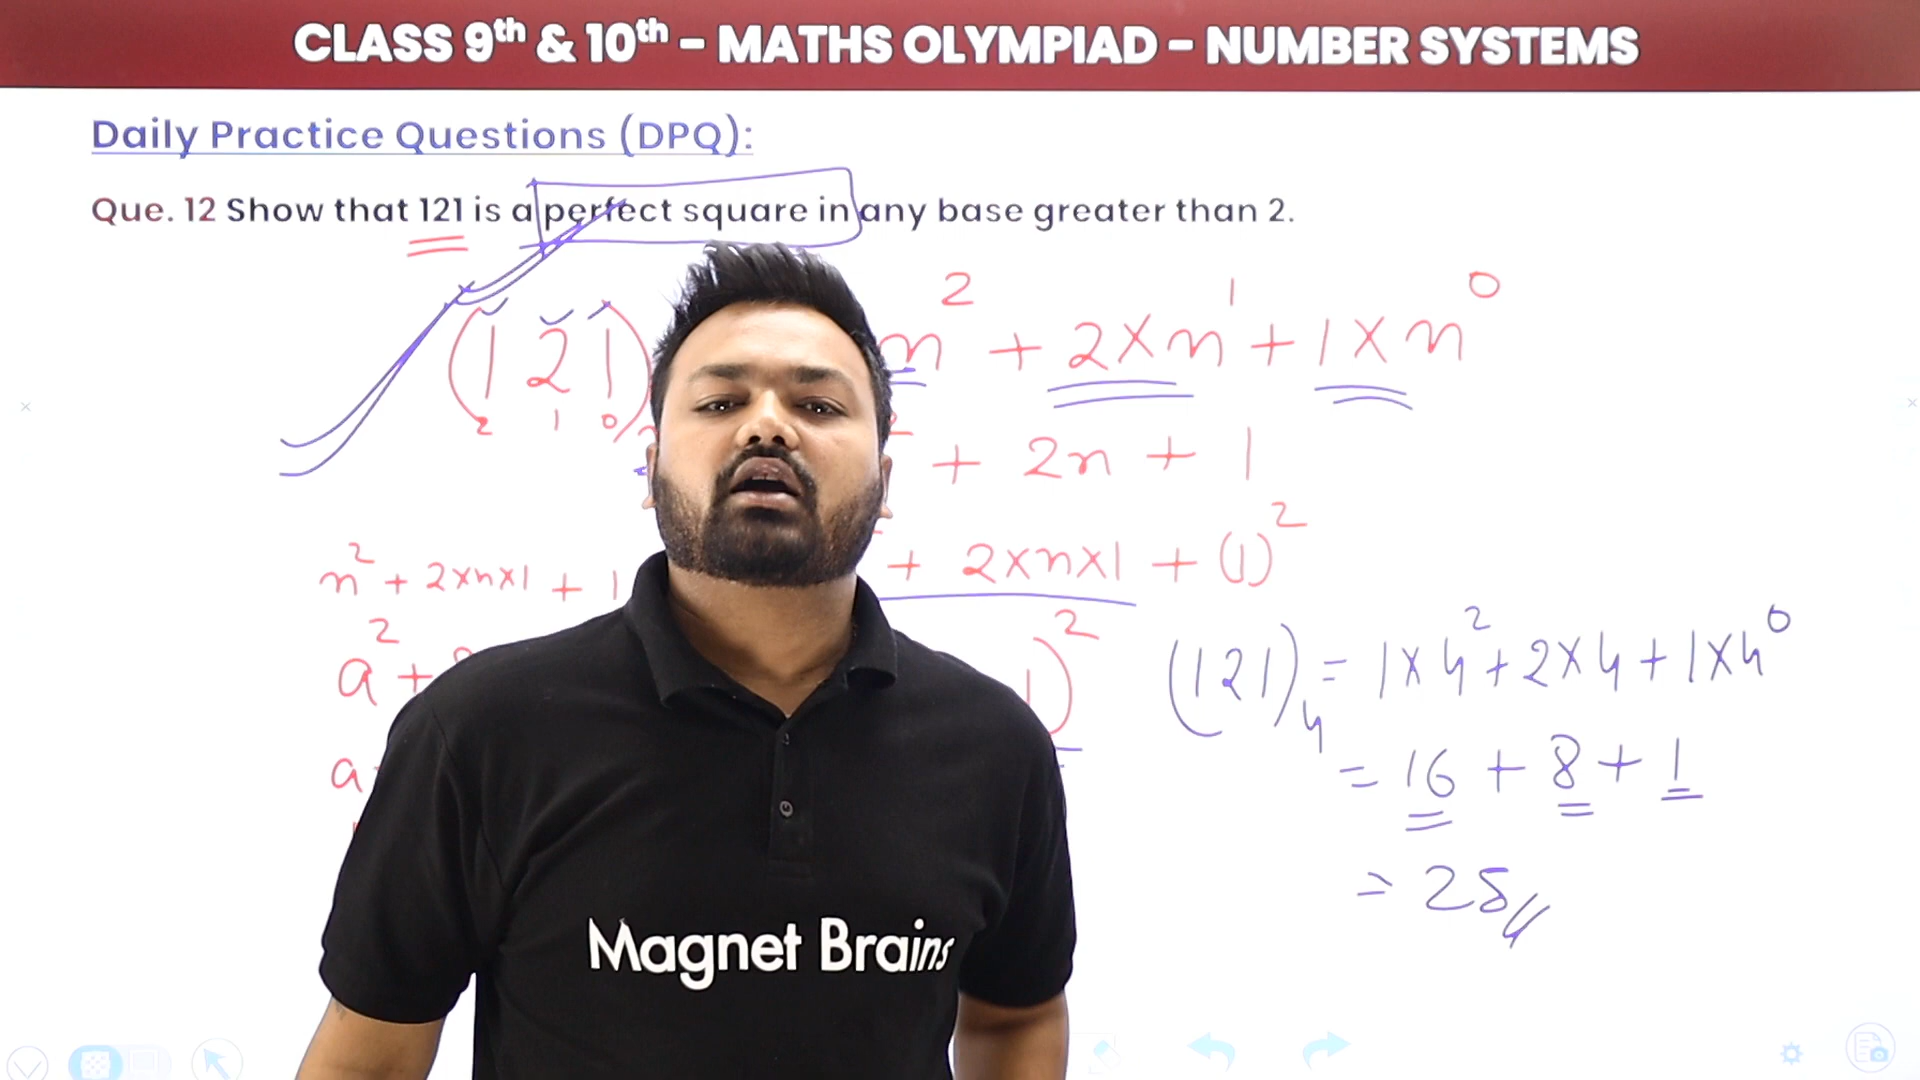 CLASS 9th & 10th – MATHS OLYMPIAD – NUMBER SYSTEMS
Daily Practice Questions (DPQ):
Que. 12 Show that 121 is a perfect square in any base greater than 2.
(121) n² + 2×n¹ + 1×n⁰
2 1 0
² + 2n + 1
n² + 2×n×1 + 1
+ 2×n×1 + (1)²
a² +
)²
a
(121)₄ = 1×4² + 2×4 + 1×4⁰
= 16 + 8 + 1
= 25
Magnet Brains